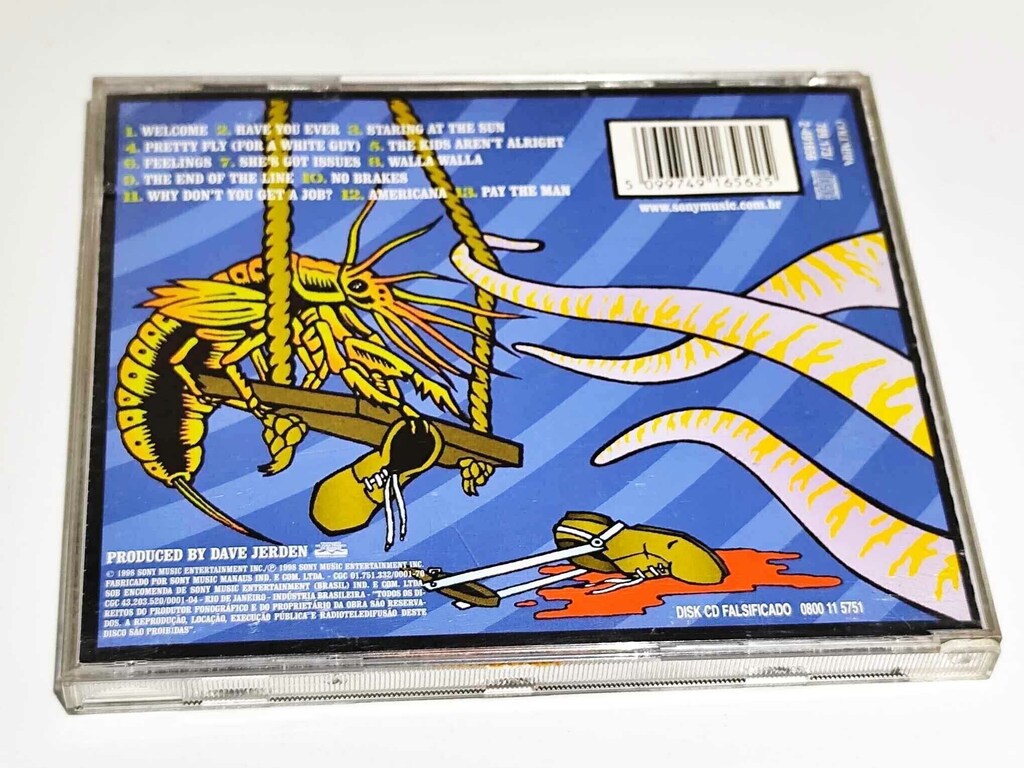 1. WELCOME 2. HAVE YOU EVER 3. STARING AT THE SUN
4. PRETTY FLY (FOR A WHITE GUY) 5. THE KIDS AREN'T ALRIGHT
6. FEELINGS 7. SHE'S GOT ISSUES 8. WALLA WALLA
9. THE END OF THE LINE 10. NO BRAKES
11. WHY DON'T YOU GET A JOB? 12. AMERICANA 13. PAY THE MAN
5 099749 165625
COLUMBIA
789.173/
2-491656
www.sonymusic.com.br
PRODUCED BY DAVE JERDEN
© 1998 SONY MUSIC ENTERTAINMENT INC./℗ 1998 SONY MUSIC ENTERTAINMENT INC.
FABRICADO POR SONY MUSIC MANAUS IND. E COM. LTDA. - CGC 01.751.332/0001-70
SOB ENCOMENDA DE SONY MUSIC ENTERTAINMENT (BRASIL) IND. E COM. LTDA.
CGC 43.203.520/0001-04 - RIO DE JANEIRO - INDÚSTRIA BRASILEIRA - "TODOS OS DI-
REITOS DO PRODUTOR FONOGRÁFICO E DO PROPRIETÁRIO DA OBRA SÃO RESERVA-
DOS. A REPRODUÇÃO, LOCAÇÃO, EXECUÇÃO PÚBLICA E RADIOTELEDIFUSÃO DESTE
DISCO SÃO PROIBIDAS".
DISK CD FALSIFICADO 0800 11 5751